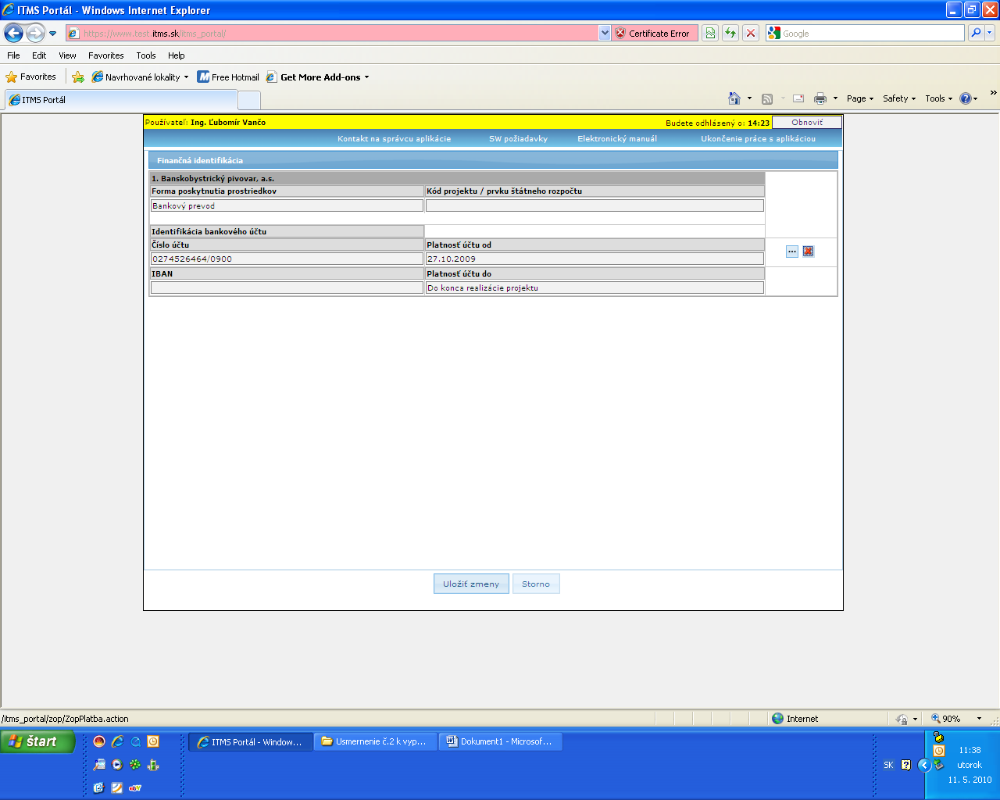 ITMS Portál - Windows Internet Explorer
https://www.test.itms.sk/itms_portal/
Certificate Error
Google
File Edit View Favorites Tools Help
Favorites Navrhované lokality Free Hotmail Get More Add-ons
ITMS Portál
Page Safety Tools
Používateľ: Ing. Ľubomír Vančo
Budete odhlásený o: 14:23
Obnoviť
Kontakt na správcu aplikácie SW požiadavky Elektronický manuál Ukončenie práce s aplikáciou
Finančná identifikácia
1. Banskobystrický pivovar, a.s.
Forma poskytnutia prostriedkov Kód projektu / prvku štátneho rozpočtu
Bankový prevod
Identifikácia bankového účtu
Číslo účtu Platnosť účtu od
0274526464/0900 27.10.2009
IBAN Platnosť účtu do
Do konca realizácie projektu
Uložiť zmeny Storno
/itms_portal/zop/ZopPlatba.action
Internet
90%
štart
ITMS Portál - Window...
Usmernenie č.2 k vyp...
Dokument1 - Microsof...
SK
11:38
utorok
11. 5. 2010